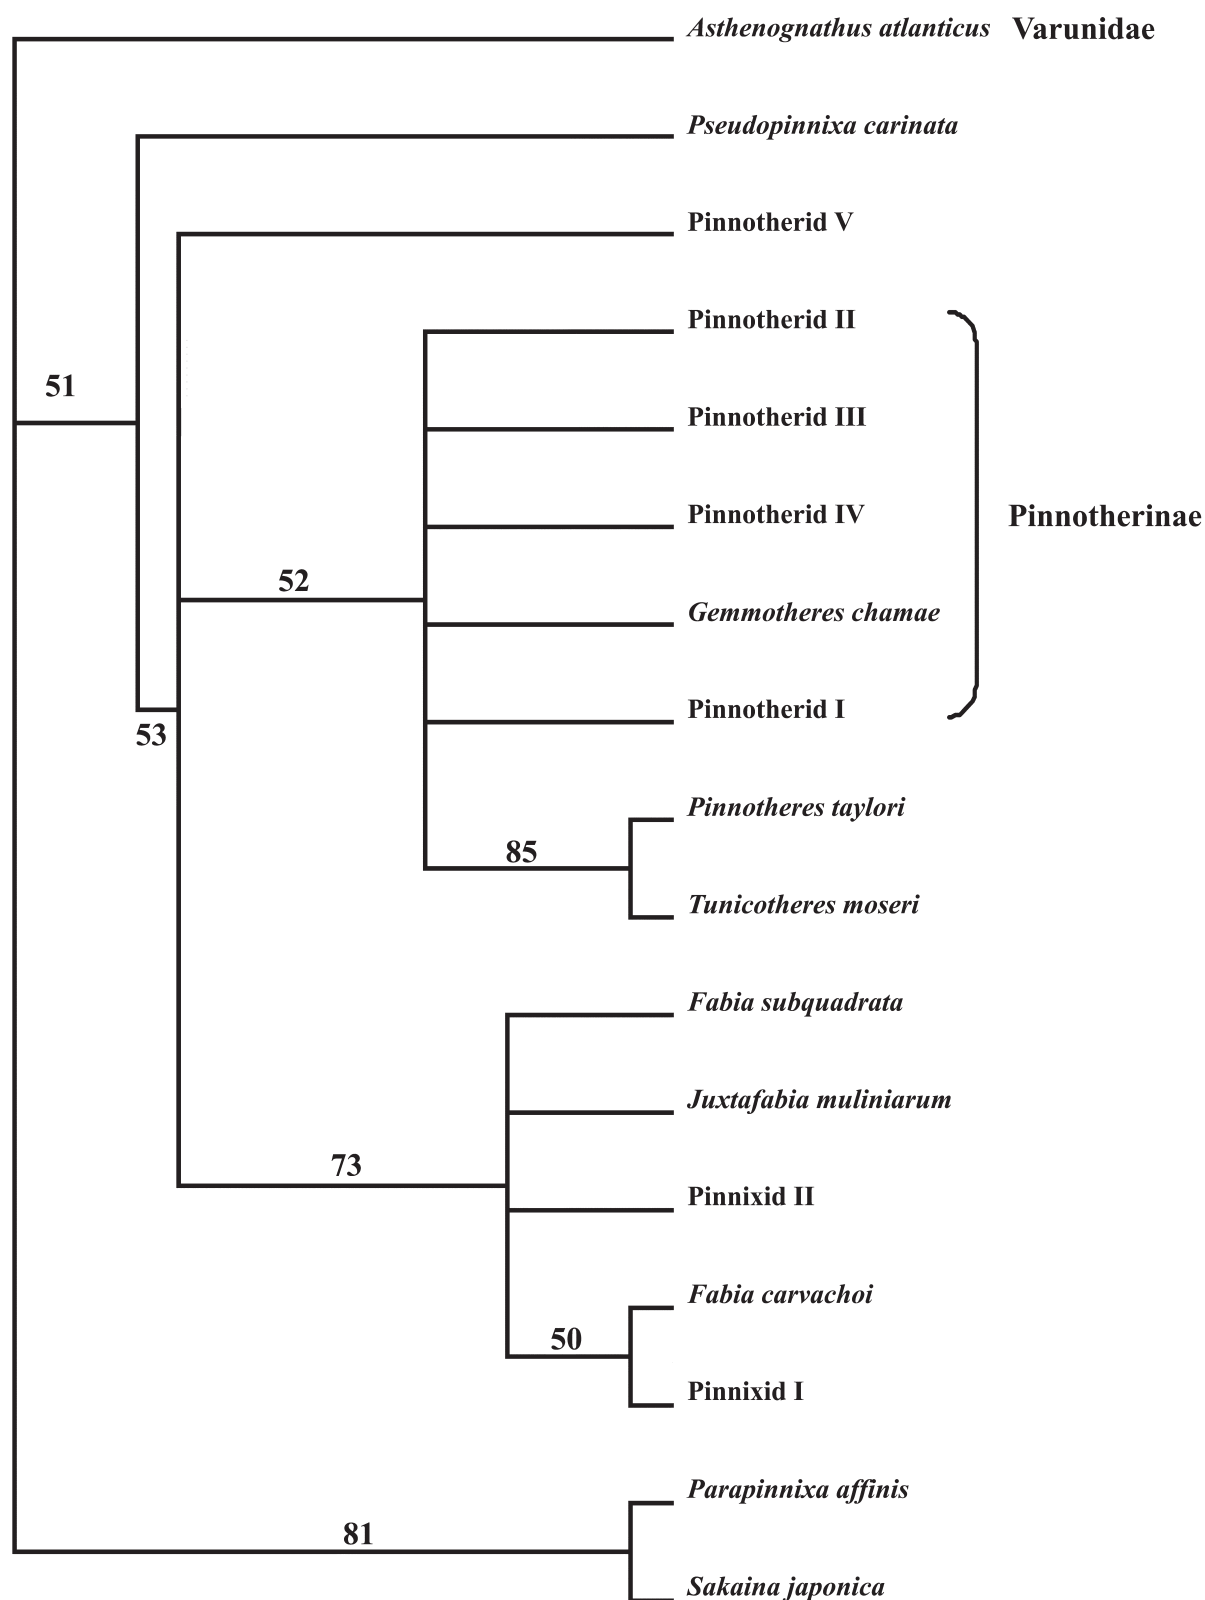 Asthenognathus atlanticus Varunidae
Pseudopinnixa carinata
Pinnotherid V
Pinnotherid II
51
Pinnotherid III
Pinnotherid IV
Pinnotherinae
52
Gemmotheres chamae
Pinnotherid I
53
Pinnotheres taylori
85
Tunicotheres moseri
Fabia subquadrata
Juxtafabia muliniarum
73
Pinnixid II
Fabia carvachoi
50
Pinnixid I
Parapinnixa affinis
81
Sakaina japonica